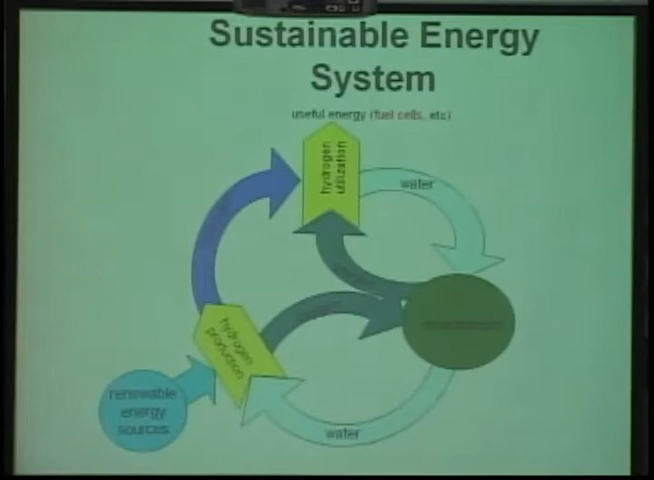 Sustainable Energy
System
useful energy (fuel cells, etc)
hydrogen
utilization
water
hydrogen
production
renewable
energy
sources
water